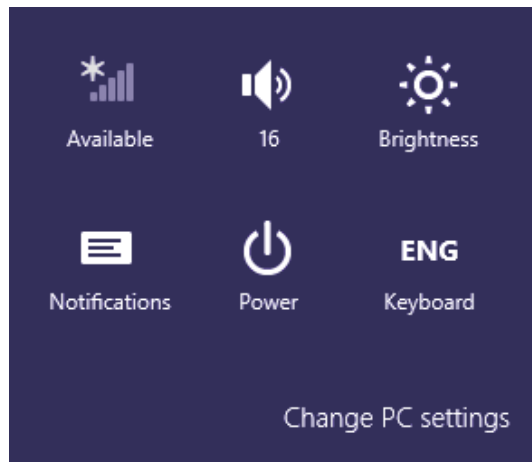 Available 16 Brightness
ENG
Notifications Power Keyboard
Change PC settings